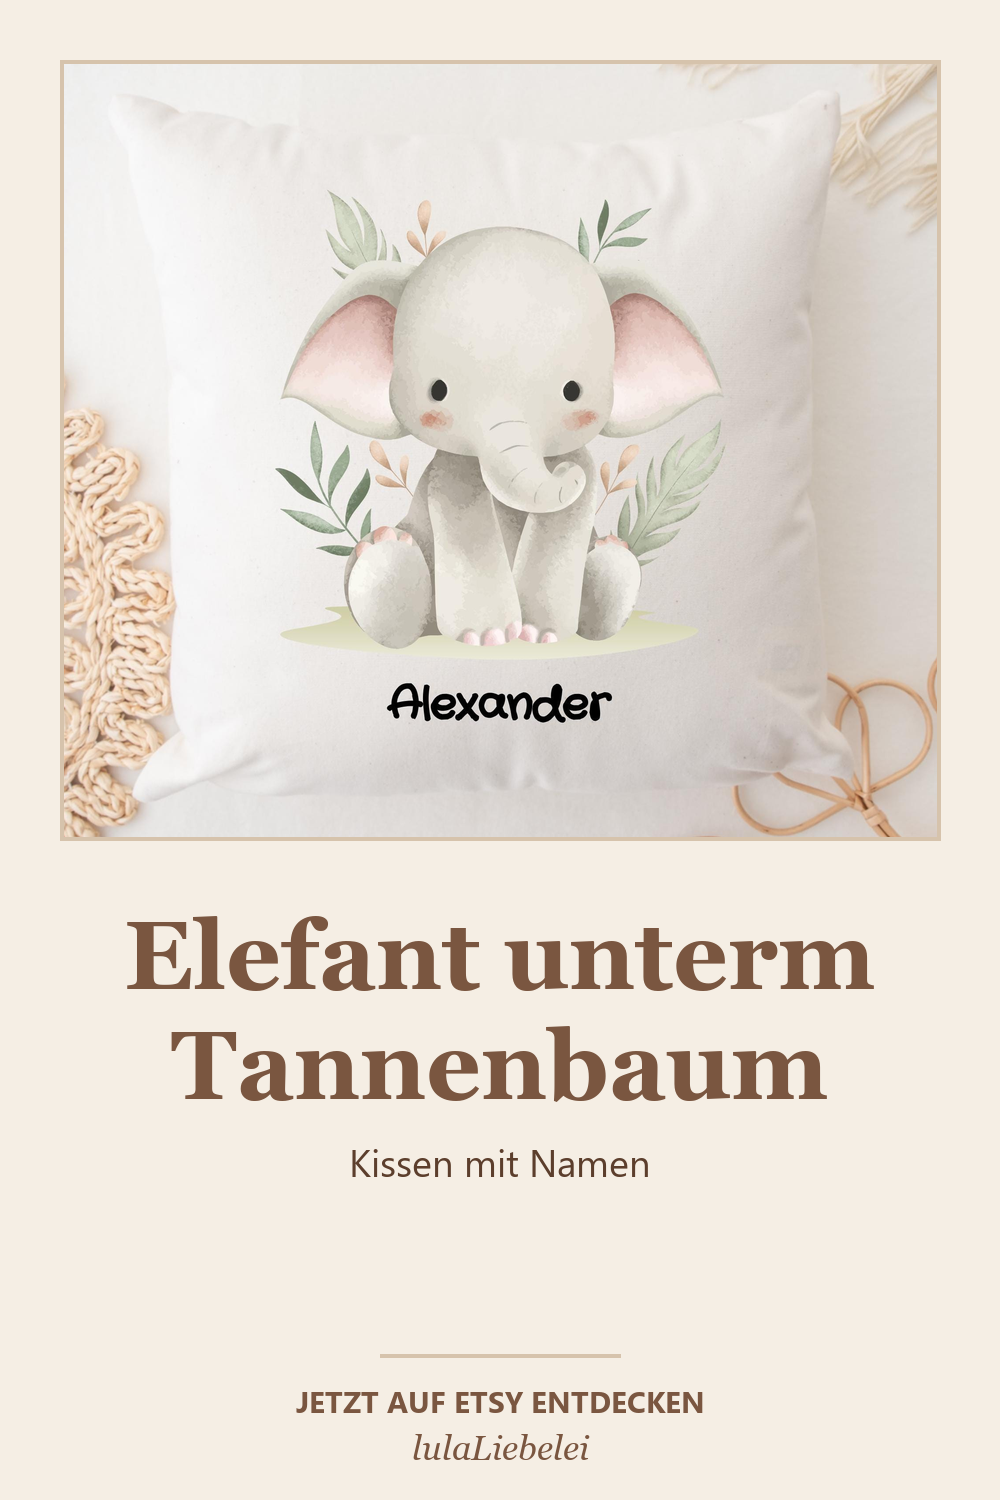 Alexander
Elefant unterm
Tannenbaum
Kissen mit Namen
JETZT AUF ETSY ENTDECKEN
lulaLiebelei